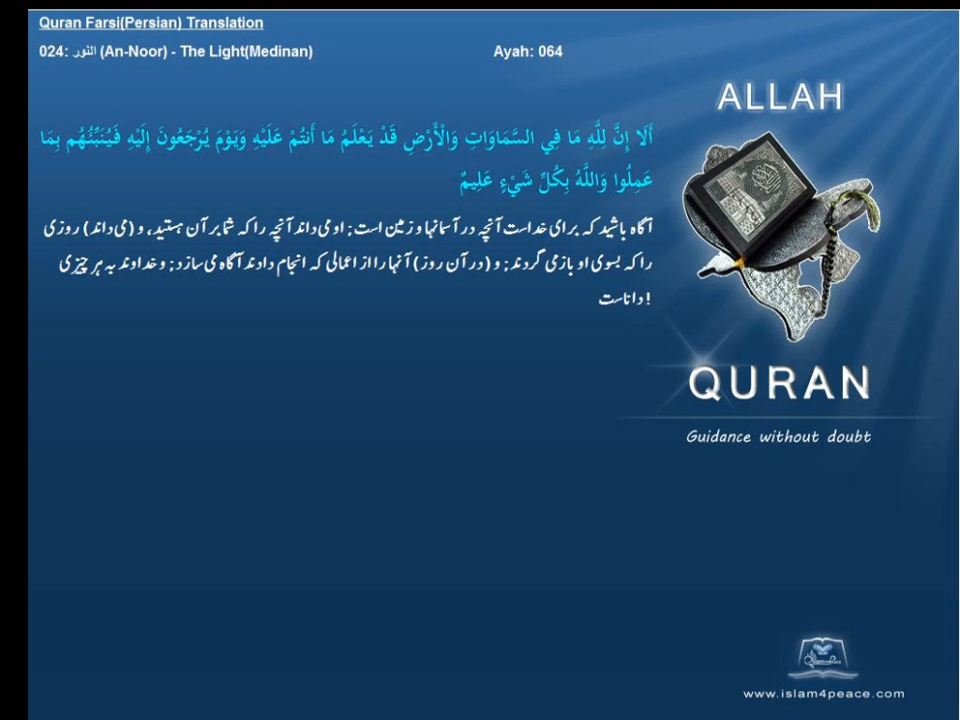 Quran Farsi(Persian) Translation
024: النور (An-Noor) - The Light(Medinan) Ayah: 064
ALLAH
أَلَا إِنَّ لِلَّهِ مَا فِي السَّمَاوَاتِ وَالْأَرْضِ قَدْ يَعْلَمُ مَا أَنتُمْ عَلَيْهِ وَيَوْمَ يُرْجَعُونَ إِلَيْهِ فَيُنَبِّئُهُم بِمَا
عَمِلُوا وَاللَّهُ بِكُلِّ شَيْءٍ عَلِيمٌ
آگاه باشید که برای خداست آنچه در آسمانها و زمین است؛ او می‌داند آنچه را که شما بر آن هستید، و (می‌داند) روزی
را که بسوی او بازمی گردند؛ و (در آن روز) آنها را از اعمالی که انجام دادند آگاه می سازد؛ و خداوند به هر چیزی
داناست!
QURAN
Guidance without doubt
www.islam4peace.com